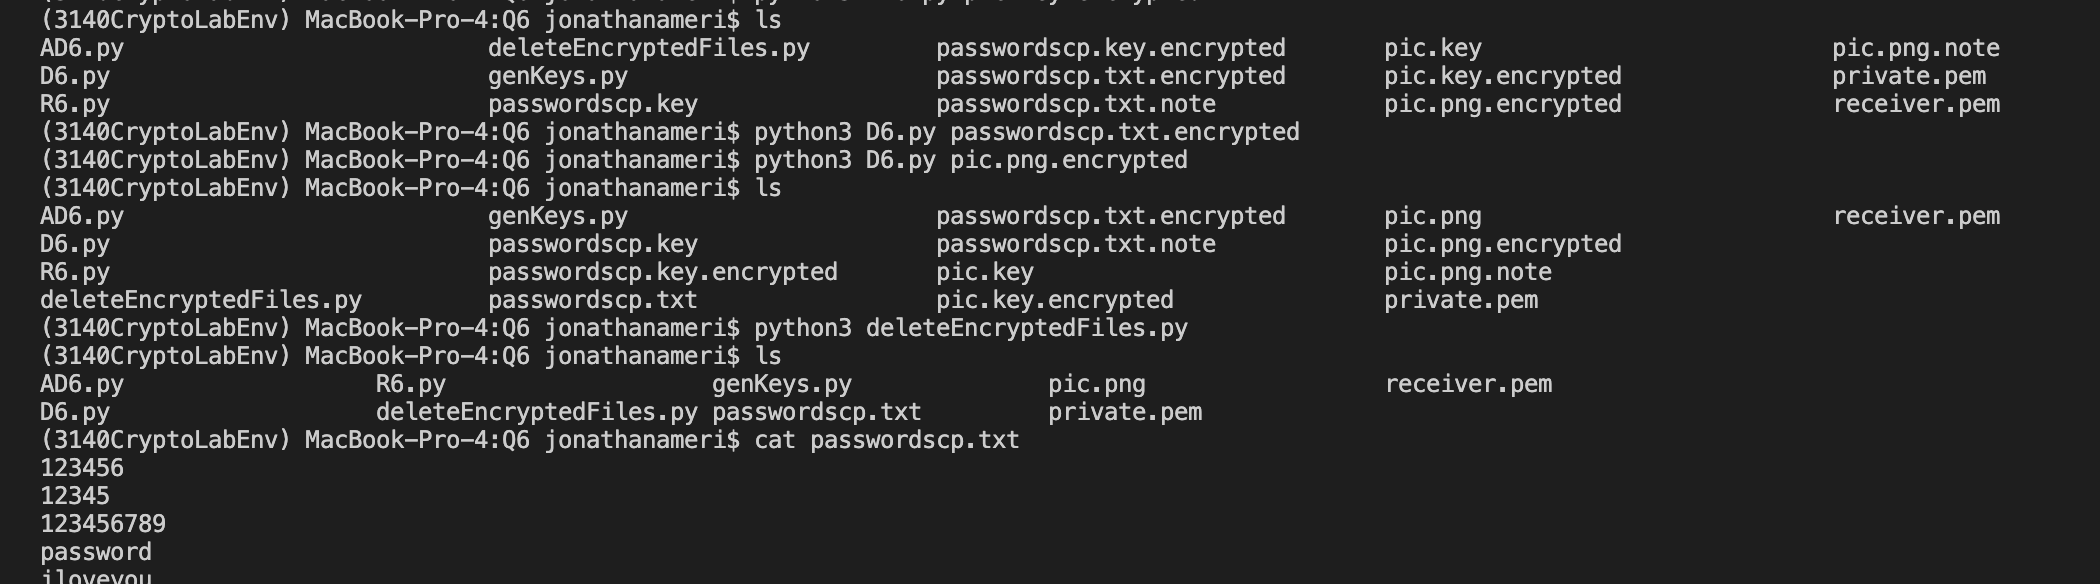 (3140CryptoLabEnv) MacBook-Pro-4:Q6 jonathanameri$ ls
AD6.py deleteEncryptedFiles.py passwordscp.key.encrypted pic.key pic.png.note
D6.py genKeys.py passwordscp.txt.encrypted pic.key.encrypted private.pem
R6.py passwordscp.key passwordscp.txt.note pic.png.encrypted receiver.pem
(3140CryptoLabEnv) MacBook-Pro-4:Q6 jonathanameri$ python3 D6.py passwordscp.txt.encrypted
(3140CryptoLabEnv) MacBook-Pro-4:Q6 jonathanameri$ python3 D6.py pic.png.encrypted
(3140CryptoLabEnv) MacBook-Pro-4:Q6 jonathanameri$ ls
AD6.py genKeys.py passwordscp.txt.encrypted pic.png receiver.pem
D6.py passwordscp.key passwordscp.txt.note pic.png.encrypted
R6.py passwordscp.key.encrypted pic.key pic.png.note
deleteEncryptedFiles.py passwordscp.txt pic.key.encrypted private.pem
(3140CryptoLabEnv) MacBook-Pro-4:Q6 jonathanameri$ python3 deleteEncryptedFiles.py
(3140CryptoLabEnv) MacBook-Pro-4:Q6 jonathanameri$ ls
AD6.py R6.py genKeys.py pic.png receiver.pem
D6.py deleteEncryptedFiles.py passwordscp.txt private.pem
(3140CryptoLabEnv) MacBook-Pro-4:Q6 jonathanameri$ cat passwordscp.txt
123456
12345
123456789
password
iloveyou